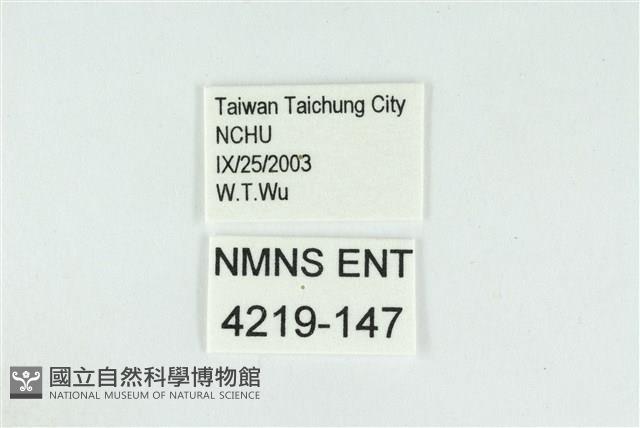 Taiwan Taichung City
NCHU
IX/25/2003
W.T.Wu
NMNS ENT
4219-147
國立自然科學博物館
NATIONAL MUSEUM OF NATURAL SCIENCE